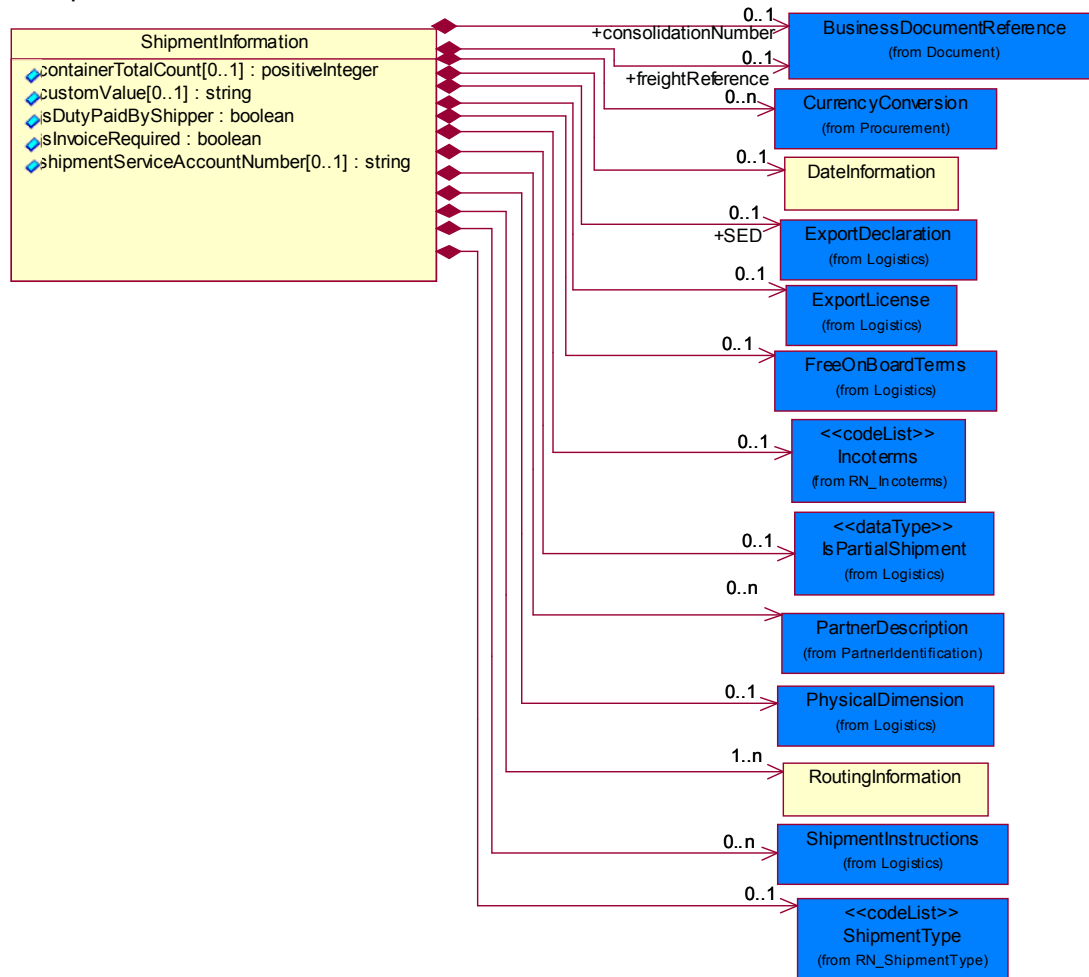 ShipmentInformation
containerTotalCount[0..1] : positiveInteger
customValue[0..1] : string
isDutyPaidByShipper : boolean
isInvoiceRequired : boolean
shipmentServiceAccountNumber[0..1] : string
0..1
+consolidationNumber
BusinessDocumentReference
(from Document)
0..1
+freightReference
0..n
CurrencyConversion
(from Procurement)
0..1
DateInformation
0..1
+SED
ExportDeclaration
(from Logistics)
0..1
ExportLicense
(from Logistics)
0..1
FreeOnBoardTerms
(from Logistics)
0..1
<<codeList>>
Incoterms
(from RN_Incoterms)
0..1
<<dataType>>
IsPartialShipment
(from Logistics)
0..n
PartnerDescription
(from PartnerIdentification)
0..1
PhysicalDimension
(from Logistics)
1..n
RoutingInformation
0..n
ShipmentInstructions
(from Logistics)
0..1
<<codeList>>
ShipmentType
(from RN_ShipmentType)